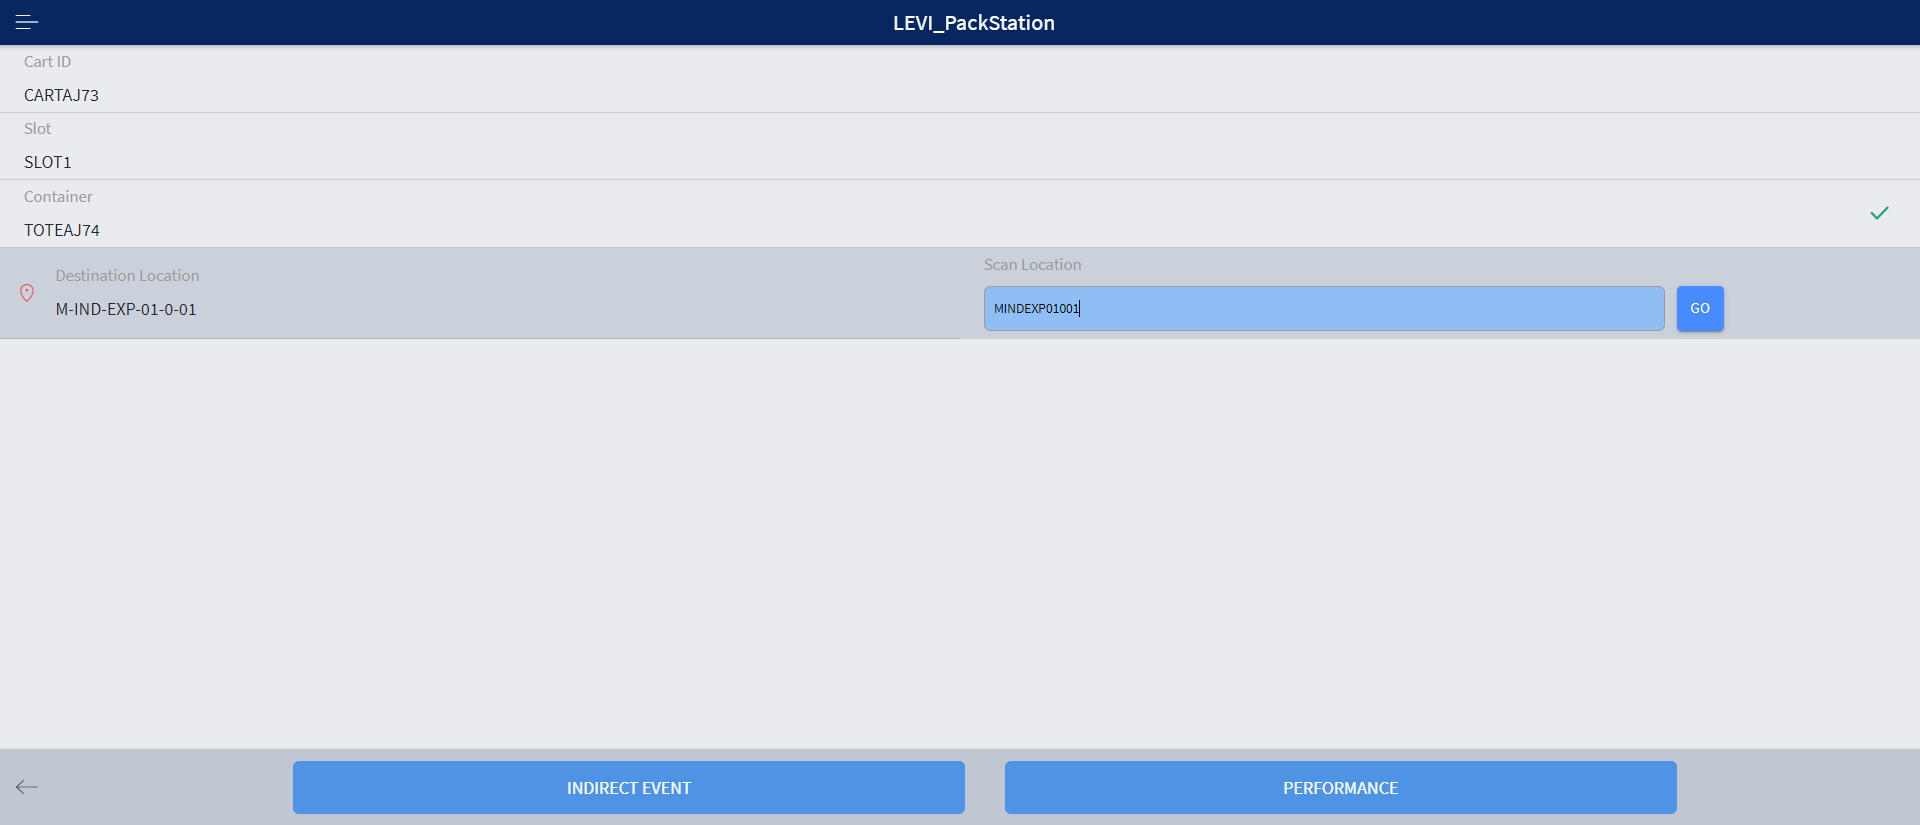 LEVI_PackStation
Cart ID
CARTAJ73
Slot
SLOT1
Container
TOTEAJ74
Destination Location
M-IND-EXP-01-0-01
Scan Location
MINDEXP01001
GO
INDIRECT EVENT
PERFORMANCE